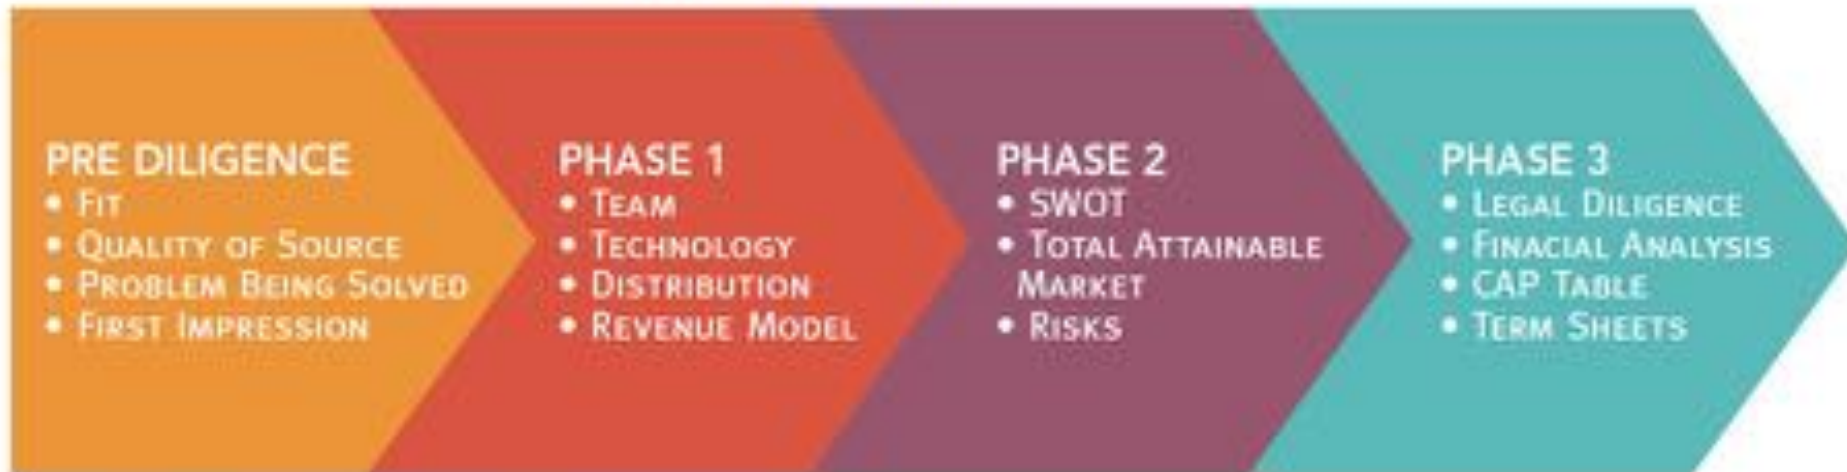 PRE DILIGENCE
• FIT
• QUALITY OF SOURCE
• PROBLEM BEING SOLVED
• FIRST IMPRESSION
PHASE 1
• TEAM
• TECHNOLOGY
• DISTRIBUTION
• REVENUE MODEL
PHASE 2
• SWOT
• TOTAL ATTAINABLE
MARKET
• RISKS
PHASE 3
• LEGAL DILIGENCE
• FINACIAL ANALYSIS
• CAP TABLE
• TERM SHEETS